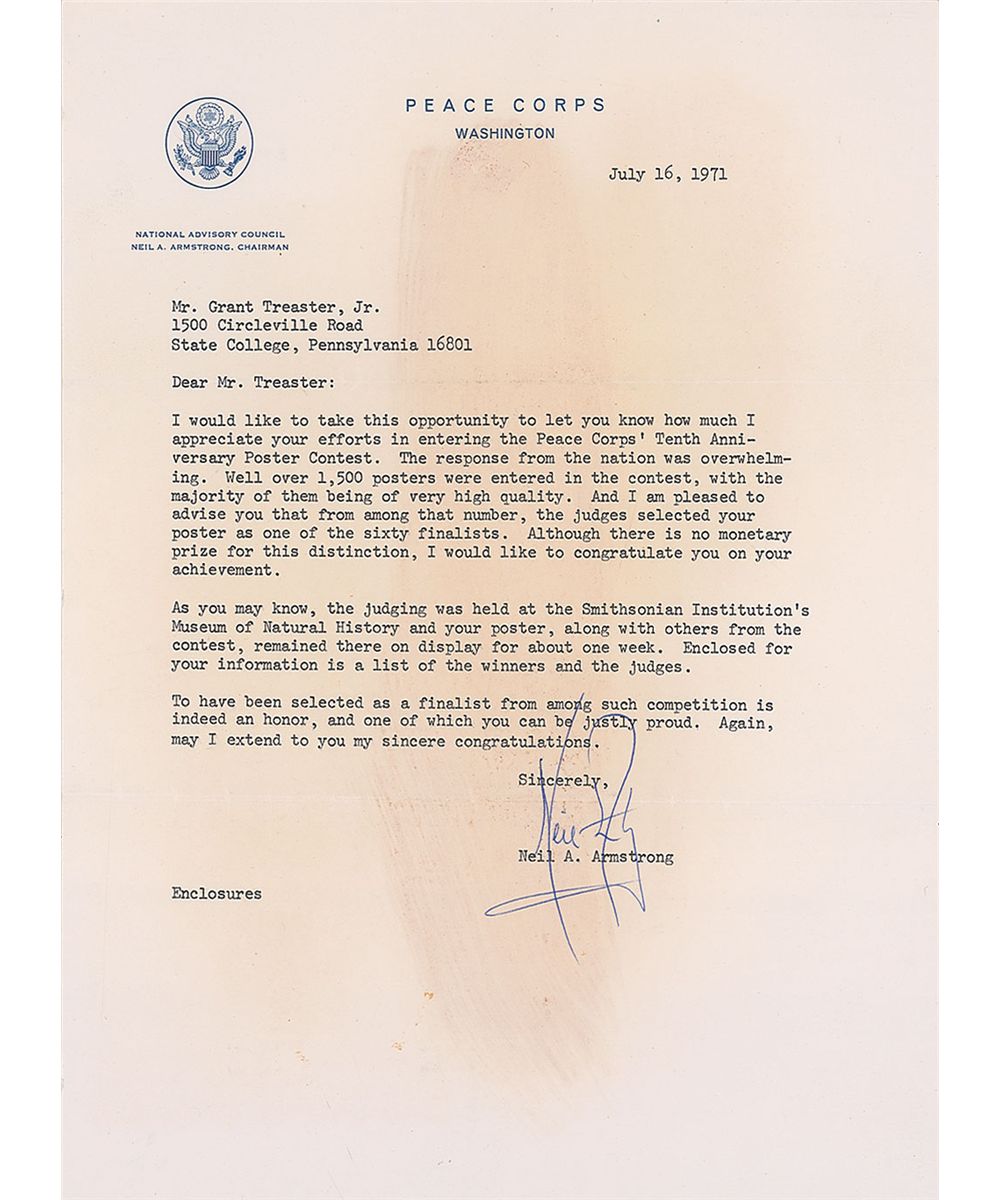 PEACE CORPS
WASHINGTON
July 16, 1971
NATIONAL ADVISORY COUNCIL
NEIL A. ARMSTRONG, CHAIRMAN
Mr. Grant Treaster, Jr.
1500 Circleville Road
State College, Pennsylvania 16801
Dear Mr. Treaster:
I would like to take this opportunity to let you know how much I
appreciate your efforts in entering the Peace Corps' Tenth Anni-
versary Poster Contest.  The response from the nation was overwhelm-
ing.  Well over 1,500 posters were entered in the contest, with the
majority of them being of very high quality.  And I am pleased to
advise you that from among that number, the judges selected your
poster as one of the sixty finalists.  Although there is no monetary
prize for this distinction, I would like to congratulate you on your
achievement.
As you may know, the judging was held at the Smithsonian Institution's
Museum of Natural History and your poster, along with others from the
contest, remained there on display for about one week.  Enclosed for
your information is a list of the winners and the judges.
To have been selected as a finalist from among such competition is
indeed an honor, and one of which you can be justly proud.  Again,
may I extend to you my sincere congratulations.
Sincerely,
Neil A. Armstrong
Enclosures